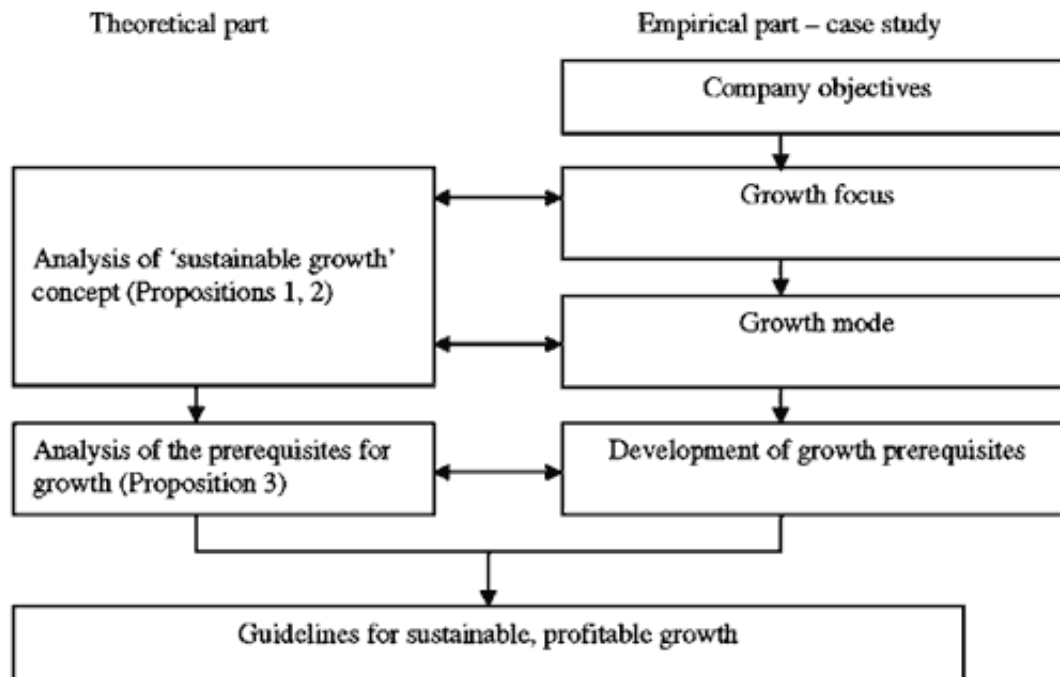 Theoretical part
Empirical part – case study
Company objectives
Growth focus
Analysis of ‘sustainable growth’
concept (Propositions 1, 2)
Growth mode
Analysis of the prerequisites for
growth (Proposition 3)
Development of growth prerequisites
Guidelines for sustainable, profitable growth